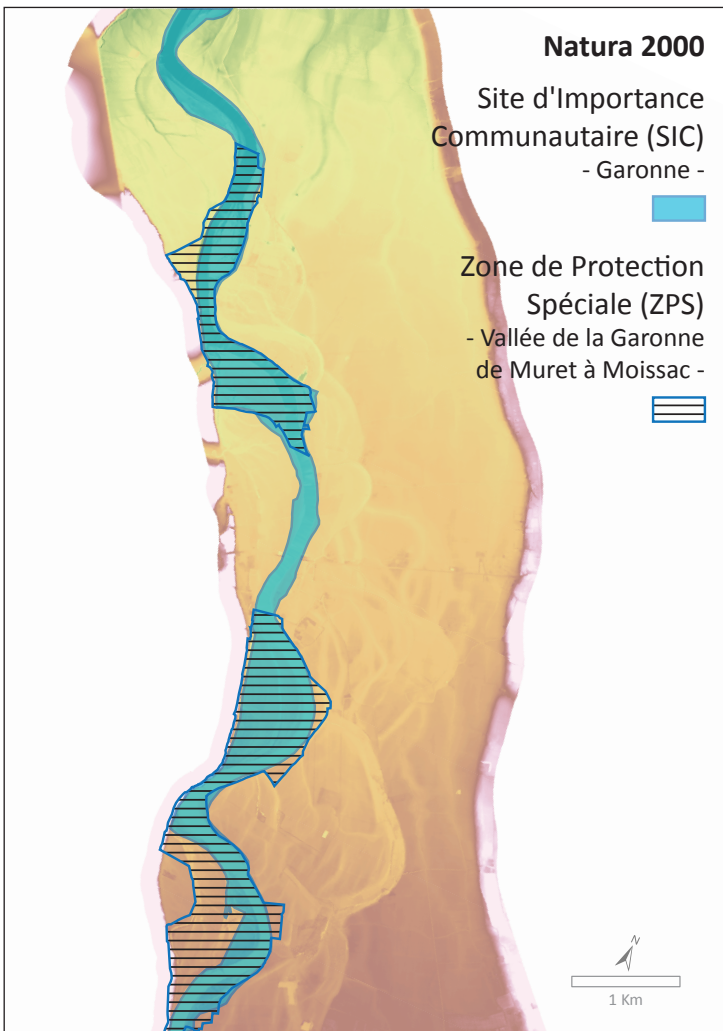 Natura 2000
Site d'Importance
Communautaire (SIC)
- Garonne -
Zone de Protection
Spéciale (ZPS)
- Vallée de la Garonne
de Muret à Moissac -
N
1 Km